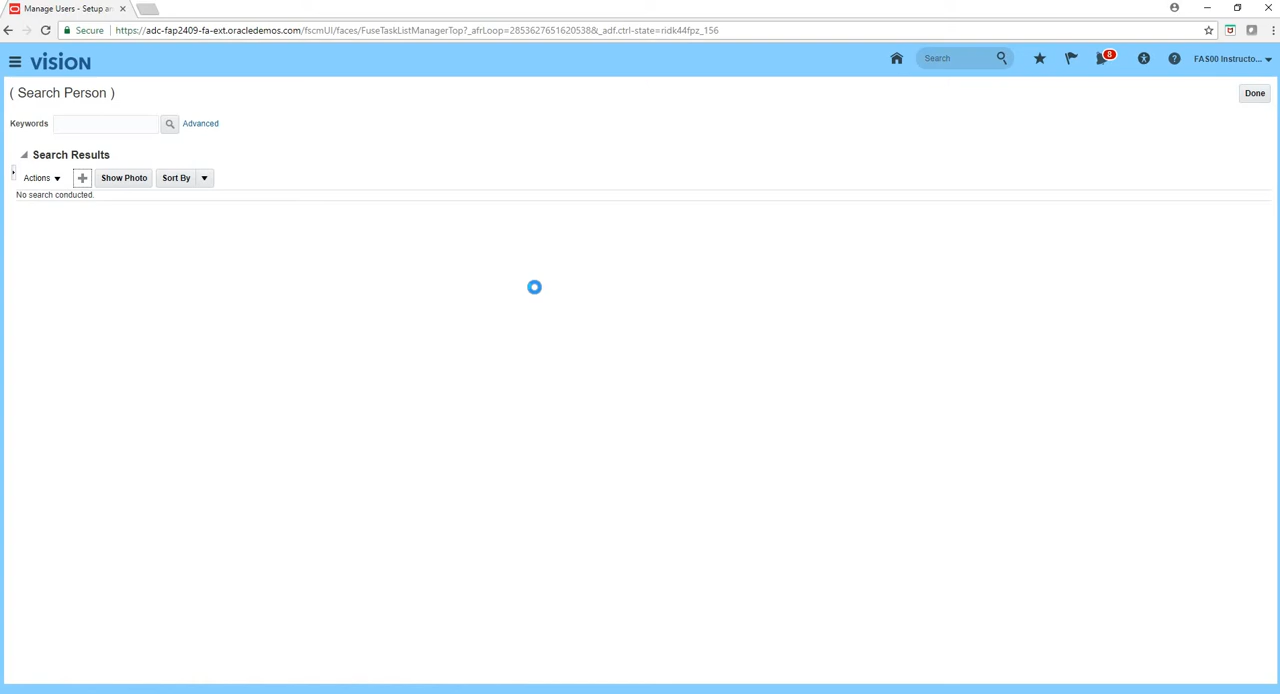 Manage Users - Setup an
Secure
https://adc-fap2409-fa-ext.oracledemos.com/fscmUI/faces/FuseTaskListManagerTop?_afrLoop=2853627651620538&_adf.ctrl-state=ridk44fpz_156
VISION
Search
8
FAS00 Instructo...
( Search Person )
Done
Keywords
Advanced
Search Results
Actions
Show Photo
Sort By
No search conducted.